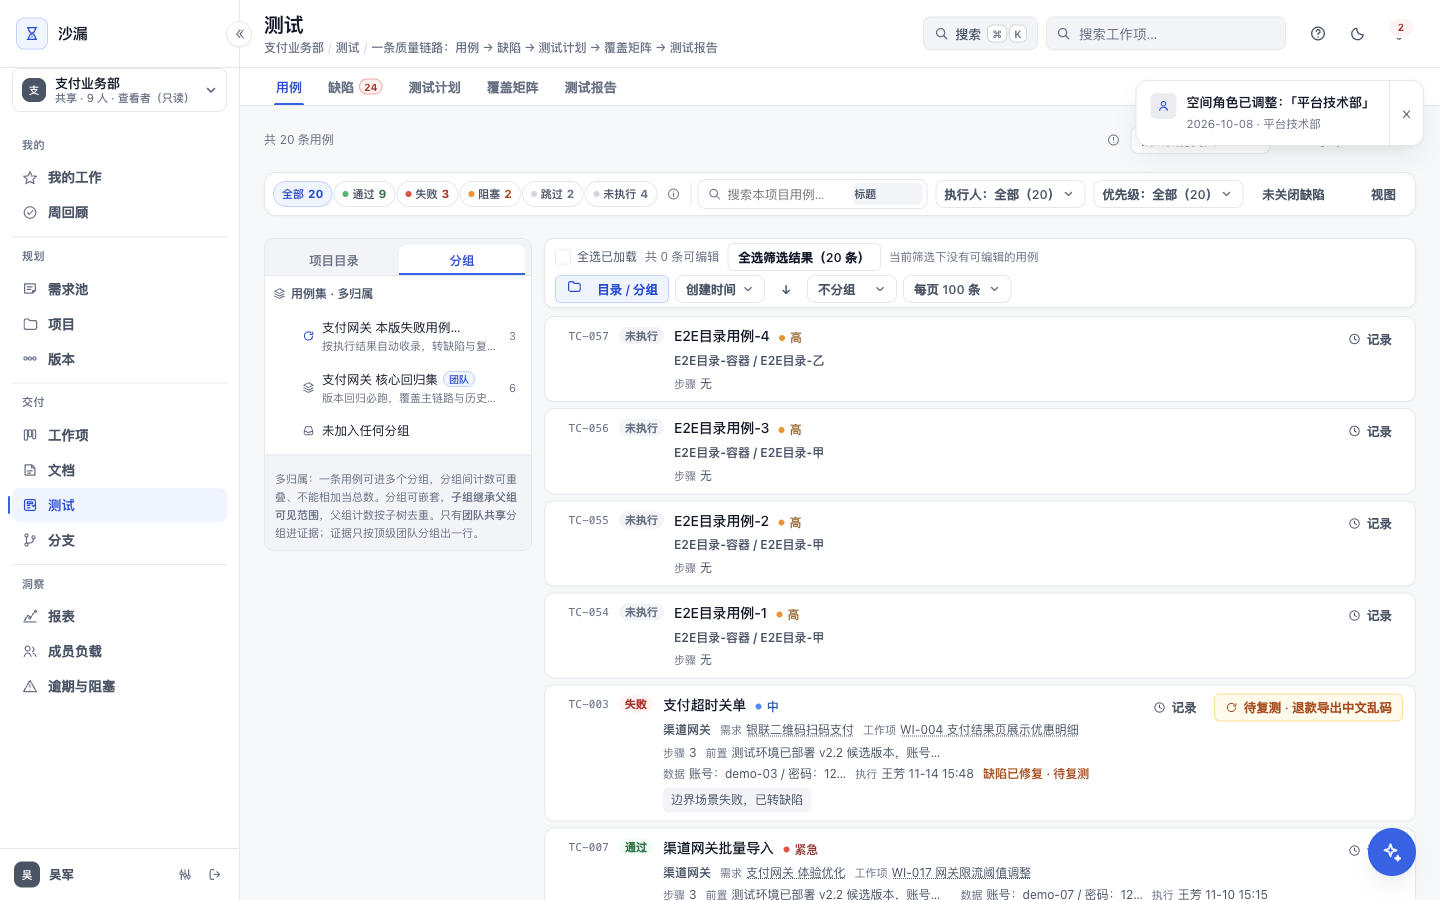 沙漏
支
支付业务部
共享 · 9 人 · 查看者（只读）
我的
我的工作
周回顾
规划
需求池
项目
版本
交付
工作项
文档
测试
分支
洞察
报表
成员负载
逾期与阻塞
吴
吴军
测试
支付业务部 / 测试 / 一条质量链路：用例 → 缺陷 → 测试计划 → 覆盖矩阵 → 测试报告
搜索 ⌘ K
搜索工作项...
2
用例
缺陷 24
测试计划
覆盖矩阵
测试报告
空间角色已调整：「平台技术部」
2026-10-08 · 平台技术部
共 20 条用例
全部 20
通过 9
失败 3
阻塞 2
跳过 2
未执行 4
搜索本项目用例...
标题
执行人：全部（20）
优先级：全部（20）
未关闭缺陷
视图
项目目录
分组
用例集 · 多归属
支付网关 本版失败用例... 3
按执行结果自动收录，转缺陷与复...
支付网关 核心回归集 团队 6
版本回归必跑，覆盖主链路与历史...
未加入任何分组
多归属：一条用例可进多个分组，分组间计数可重
叠、不能相加当总数。分组可嵌套，子组继承父组
可见范围，父组计数按子树去重。只有团队共享分
组进证据；证据只按顶级团队分组出一行。
全选已加载 共 0 条可编辑 全选筛选结果（20 条） 当前筛选下没有可编辑的用例
目录 / 分组 创建时间 ↓ 不分组 每页 100 条
TC-057 未执行 E2E目录用例-4 高 记录
E2E目录-容器 / E2E目录-乙
步骤 无
TC-056 未执行 E2E目录用例-3 高 记录
E2E目录-容器 / E2E目录-甲
步骤 无
TC-055 未执行 E2E目录用例-2 高 记录
E2E目录-容器 / E2E目录-甲
步骤 无
TC-054 未执行 E2E目录用例-1 高 记录
E2E目录-容器 / E2E目录-甲
步骤 无
TC-003 失败 支付超时关单 中 记录 待复测 · 退款导出中文乱码
渠道网关 需求 银联二维码扫码支付 工作项 WI-004 支付结果页展示优惠明细
步骤 3 前置 测试环境已部署 v2.2 候选版本，账号...
数据 账号：demo-03 / 密码：12... 执行 王芳 11-14 15:48 缺陷已修复 · 待复测
边界场景失败，已转缺陷
TC-007 通过 渠道网关批量导入 紧急
渠道网关 需求 支付网关 体验优化 工作项 WI-017 网关限流阈值调整
步骤 3 前置 测试环境已部署 v2.2 候选版本，账号... 数据 账号：demo-07 / 密码：12... 执行 王芳 11-10 15:15